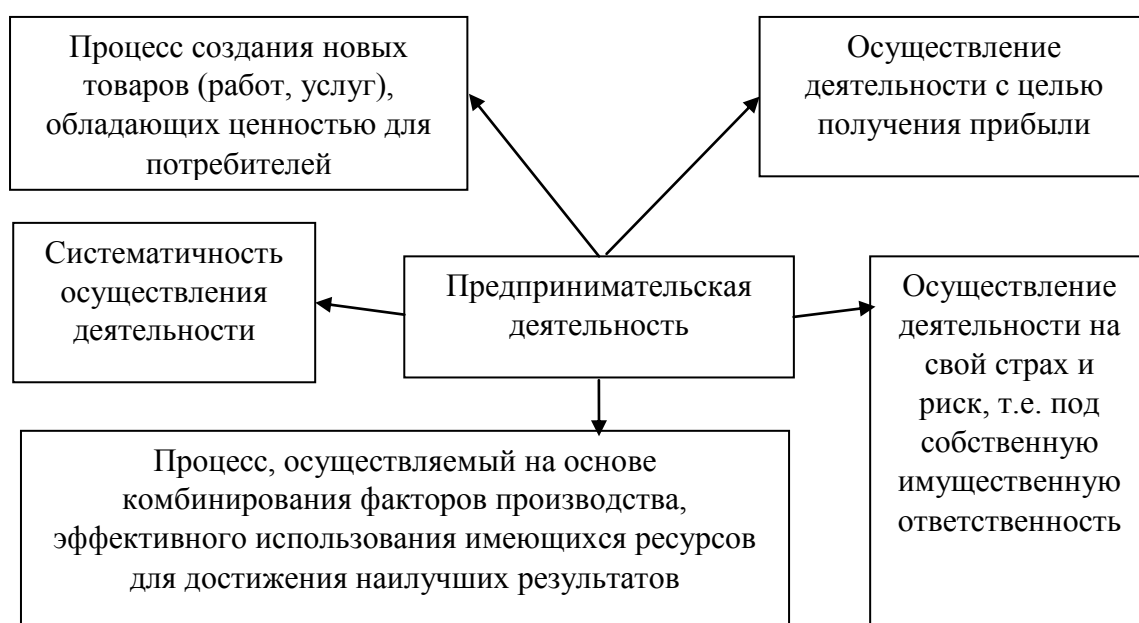 Процесс создания новых
товаров (работ, услуг),
обладающих ценностью для
потребителей
Осуществление
деятельности с целью
получения прибыли
Систематичность
осуществления
деятельности
Предпринимательская
деятельность
Осуществление
деятельности на
свой страх и
риск, т.е. под
собственную
имущественную
ответственность
Процесс, осуществляемый на основе
комбинирования факторов производства,
эффективного использования имеющихся ресурсов
для достижения наилучших результатов